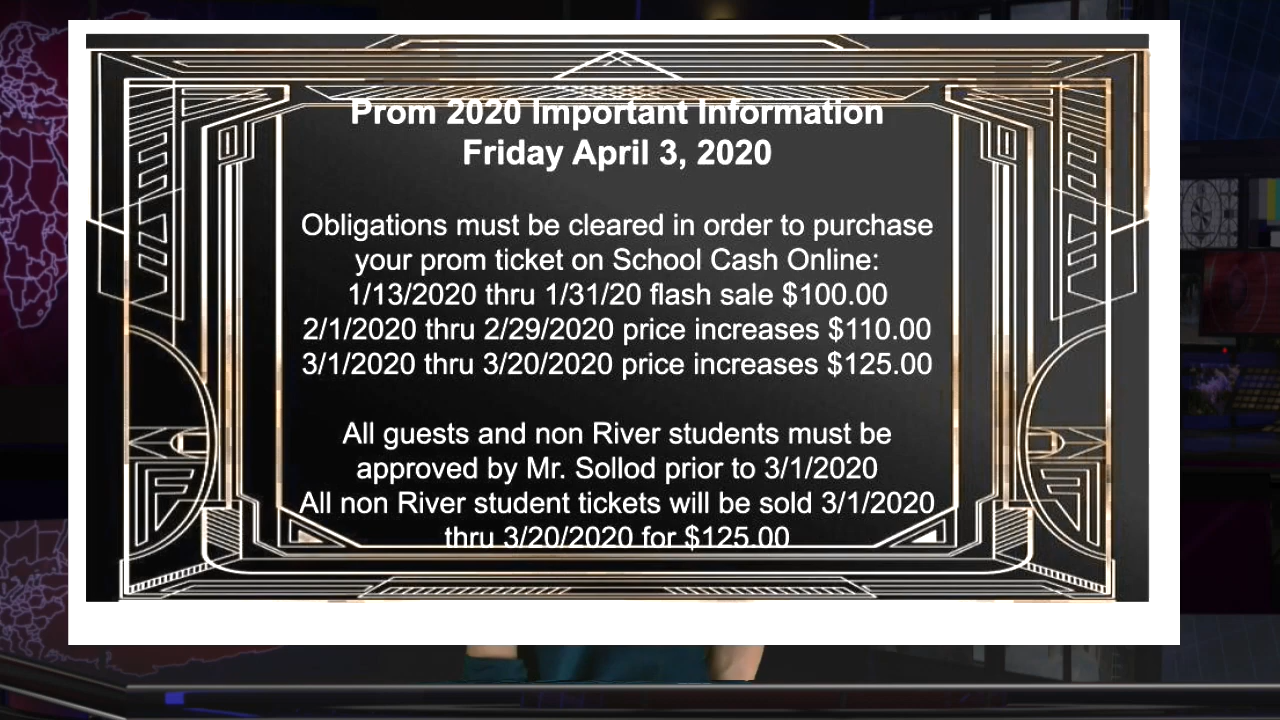 Prom 2020 Important Information
Friday April 3, 2020
Obligations must be cleared in order to purchase
your prom ticket on School Cash Online:
1/13/2020 thru 1/31/20 flash sale $100.00
2/1/2020 thru 2/29/2020 price increases $110.00
3/1/2020 thru 3/20/2020 price increases $125.00
All guests and non River students must be
approved by Mr. Sollod prior to 3/1/2020
All non River student tickets will be sold 3/1/2020
thru 3/20/2020 for $125.00